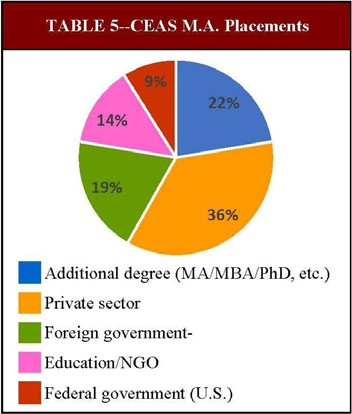 TABLE 5--CEAS M.A. Placements
9%
22%
14%
19%
36%
Additional degree (MA/MBA/PhD, etc.)
Private sector
Foreign government-
Education/NGO
Federal government (U.S.)